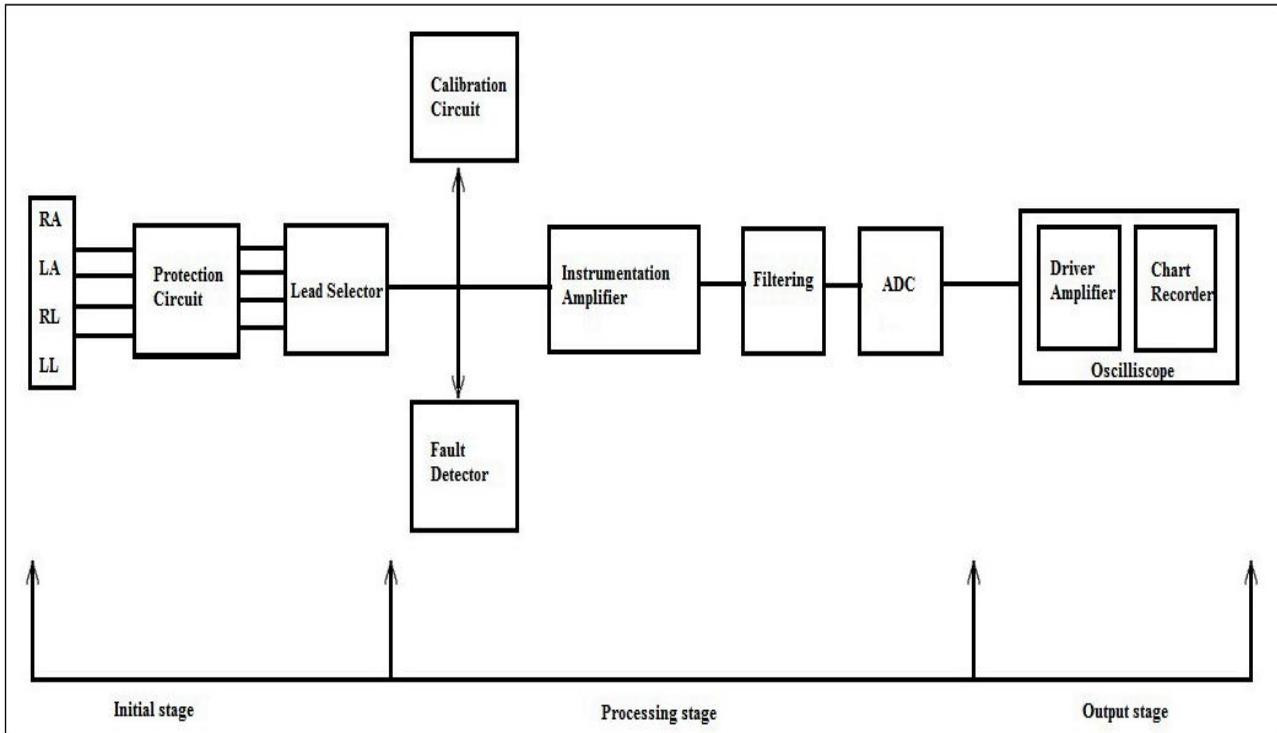 Calibration
Circuit
RA
LA
RL
LL
Protection
Circuit
Lead Selector
Instrumentation
Amplifier
Filtering
ADC
Driver
Amplifier
Chart
Recorder
Oscilliscope
Fault
Detector
Initial stage
Processing stage
Output stage